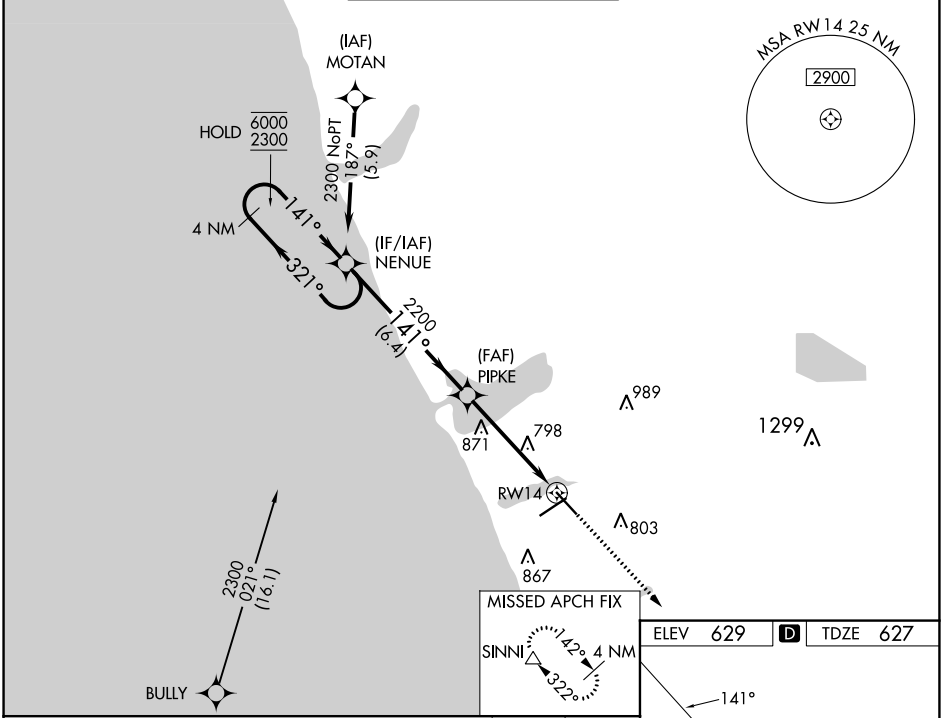 (IAF)
MOTAN
MSA RW14 25 NM
2900
HOLD 6000
2300
2300 NoPT
187°
(5.9)
4 NM
141°
321°
(IF/IAF)
NENUE
2200
141°
(6.4)
(FAF)
PIPKE
989
871
798
1299
RW14
803
867
2300
021°
(16.1)
BULLY
MISSED APCH FIX
SINNI
142°
4 NM
322°
ELEV 629 D TDZE 627
141°